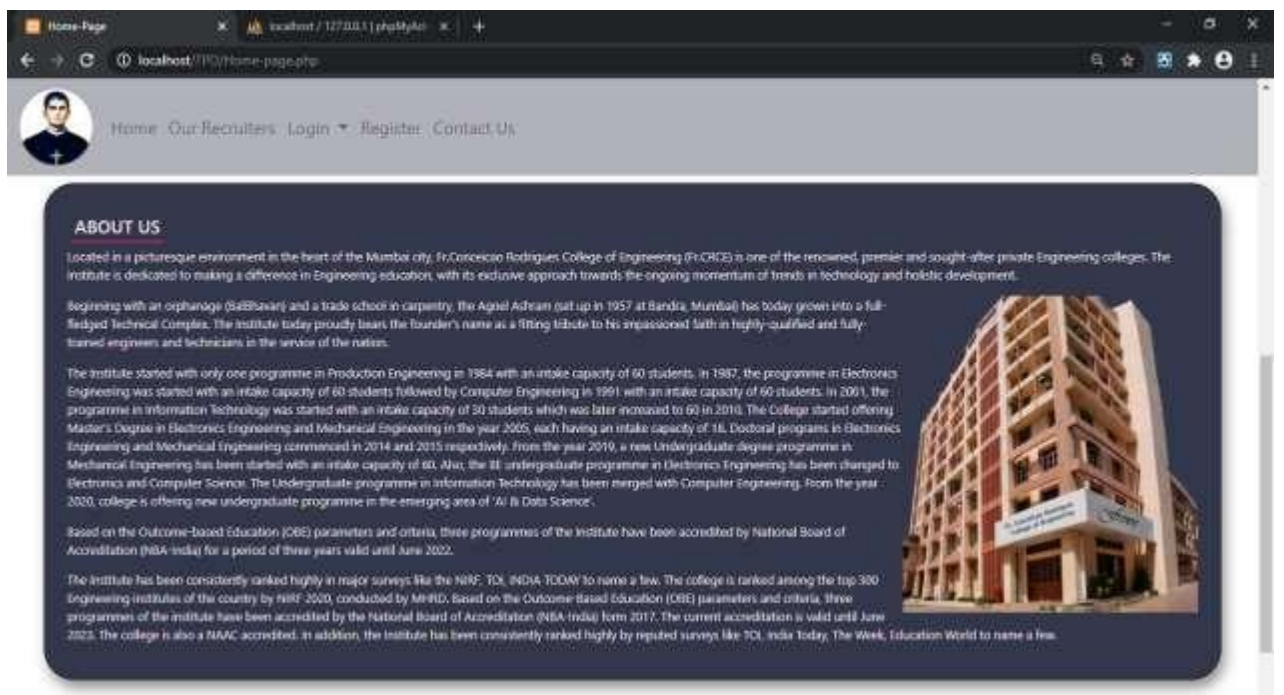 Home-Page
localhost / 127.0.0.1 | phpMyAd
localhost/TPO/Home-page.php
Home Our Recruiters Login Register Contact Us
ABOUT US
Located in a picturesque environment in the heart of the Mumbai city, Fr.Conceicao Rodrigues College of Engineering (Fr.CRCE) is one of the renowned, premier and sought-after private Engineering colleges. The
institute is dedicated to making a difference in Engineering education, with its exclusive approach towards the ongoing momentum of trends in technology and holistic development.
Beginning with an orphanage (BalBhavan) and a trade school in carpentry, the Agnel Ashram (set up in 1957 at Bandra, Mumbai) has today grown into a full-
fledged Technical Complex. The Institute today proudly bears the founder's name as a fitting tribute to his impassioned faith in highly-qualified and fully-
trained engineers and technicians in the service of the nation.
The Institute started with only one programme in Production Engineering in 1984 with an intake capacity of 60 students. In 1987, the programme in Electronics
Engineering was started with an intake capacity of 60 students followed by Computer Engineering in 1991 with an intake capacity of 60 students. In 2001, the
programme in Information Technology was started with an intake capacity of 30 students which was later increased to 60 in 2010. The College started offering
Master's Degree in Electronics Engineering and Mechanical Engineering in the year 2005, each having an intake capacity of 18. Doctoral programs in Electronics
Engineering and Mechanical Engineering commenced in 2014 and 2015 respectively. From the year 2019, a new Undergraduate degree programme in
Mechanical Engineering has been started with an intake capacity of 60. Also, the BE undergraduate programme in Electronics Engineering has been changed to
Electronics and Computer Science. The Undergraduate programme in Information Technology has been merged with Computer Engineering. From the year
2020, college is offering new undergraduate programme in the emerging area of 'AI & Data Science'.
Based on the Outcome-based Education (OBE) parameters and criteria, three programmes of the Institute have been accredited by National Board of
Accreditation (NBA-India) for a period of three years valid until June 2022.
The Institute has been consistently ranked highly in major surveys like the NIRF, TOI, INDIA TODAY to name a few. The college is ranked among the top 300
Engineering institutes of the country by NIRF 2020, conducted by MHRD. Based on the Outcome-Based Education (OBE) parameters and criteria, three
programmes of the institute have been accredited by the National Board of Accreditation (NBA-India) form 2017. The current accreditation is valid until June
2023. The college is also a NAAC accredited. In addition, the Institute has been consistently ranked highly by reputed surveys like TOI, India Today, The Week, Education World to name a few.
Fr. Conceicao Rodrigues
College of Engineering